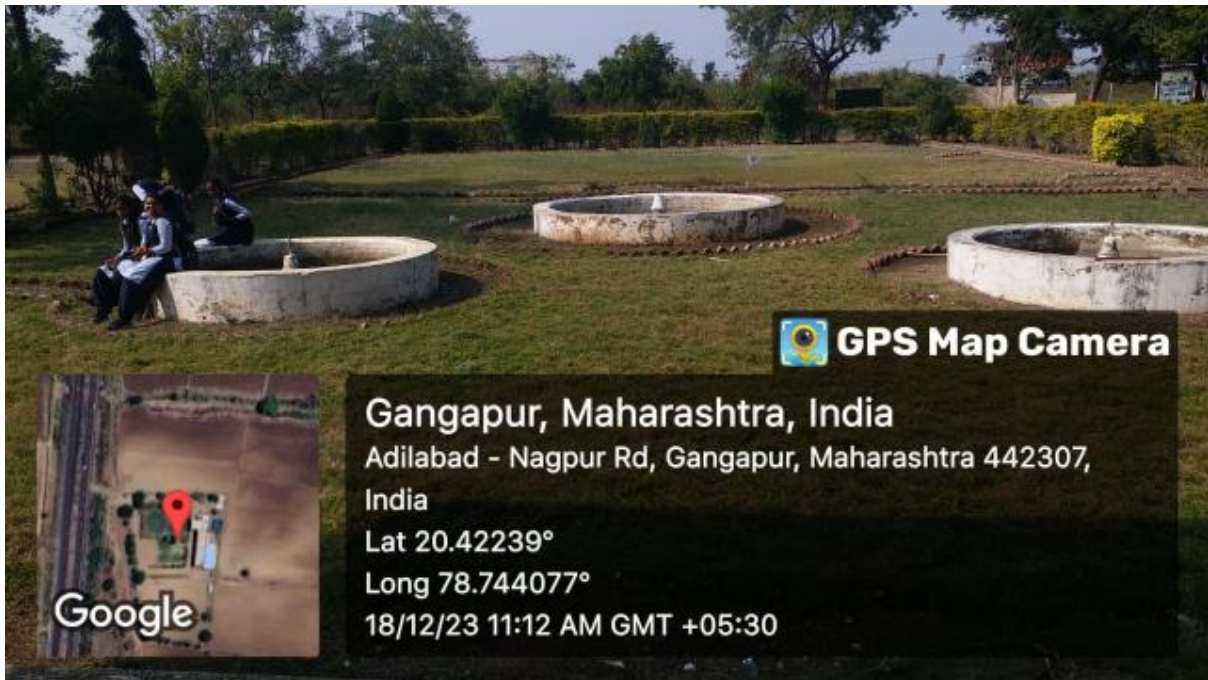 GPS Map Camera
Gangapur, Maharashtra, India
Adilabad - Nagpur Rd, Gangapur, Maharashtra 442307,
India
Lat 20.42239°
Long 78.744077°
18/12/23 11:12 AM GMT +05:30
Google